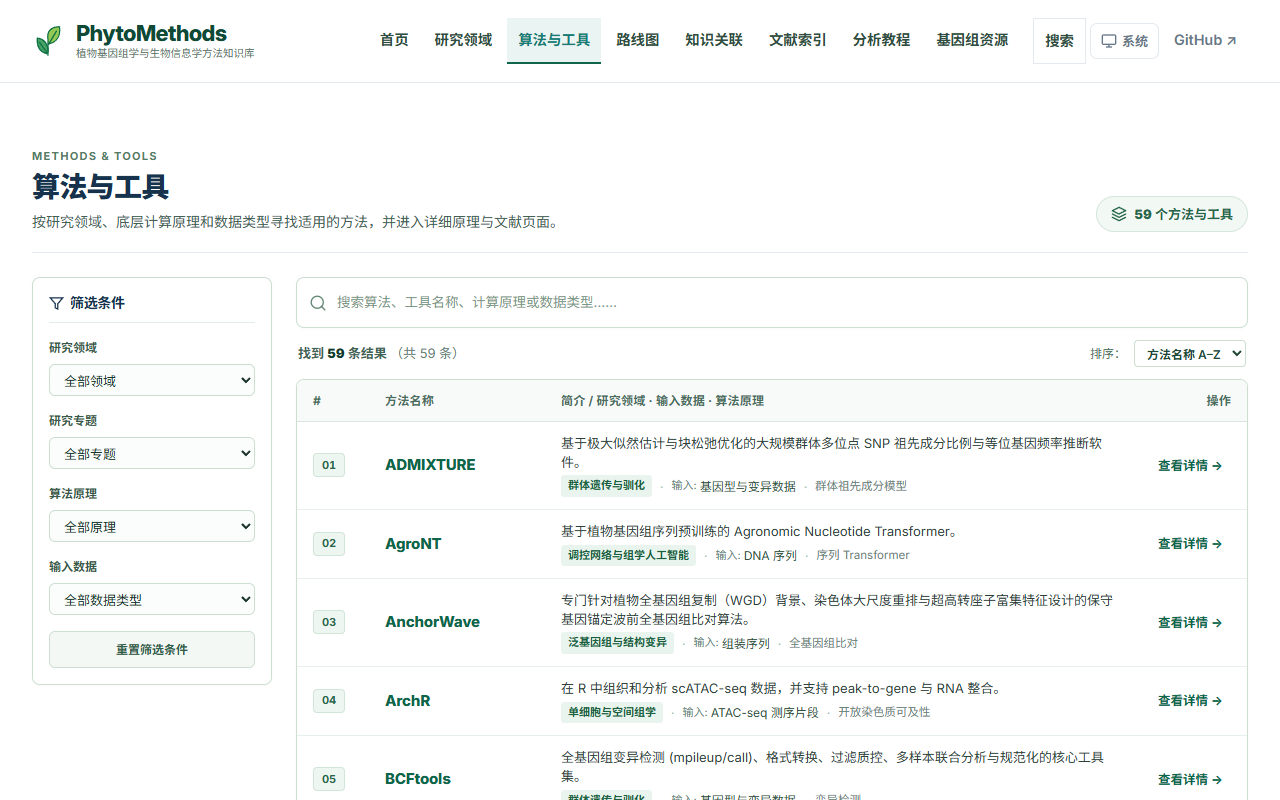 PhytoMethods
植物基因组学与生物信息学方法知识库
首页 研究领域 算法与工具 路线图 知识关联 文献索引 分析教程 基因组资源 搜索 系统 GitHub ↗
METHODS & TOOLS
算法与工具
按研究领域、底层计算原理和数据类型寻找适用的方法，并进入详细原理与文献页面。
59 个方法与工具
筛选条件
研究领域
全部领域
研究专题
全部专题
算法原理
全部原理
输入数据
全部数据类型
重置筛选条件
搜索算法、工具名称、计算原理或数据类型……
找到 59 条结果 （共 59 条）
排序： 方法名称 A–Z
# 方法名称 简介 / 研究领域 · 输入数据 · 算法原理 操作
01 ADMIXTURE
基于极大似然估计与块松弛优化的大规模群体多位点 SNP 祖先成分比例与等位基因频率推断软
件。
群体遗传与驯化 · 输入: 基因型与变异数据 · 群体祖先成分模型
查看详情 →
02 AgroNT
基于植物基因组序列预训练的 Agronomic Nucleotide Transformer。
调控网络与组学人工智能 · 输入: DNA 序列 · 序列 Transformer
查看详情 →
03 AnchorWave
专门针对植物全基因组复制（WGD）背景、染色体大尺度重排与超高转座子富集特征设计的保守
基因锚定波前全基因组比对算法。
泛基因组与结构变异 · 输入: 组装序列 · 全基因组比对
查看详情 →
04 ArchR
在 R 中组织和分析 scATAC-seq 数据，并支持 peak-to-gene 与 RNA 整合。
单细胞与空间组学 · 输入: ATAC-seq 测序片段 · 开放染色质可及性
查看详情 →
05 BCFtools
全基因组变异检测 (mpileup/call)、格式转换、过滤质控、多样本联合分析与规范化的核心工具
集。
群体遗传与驯化 · 输入: 基因型与变异数据 · 变异检测
查看详情 →